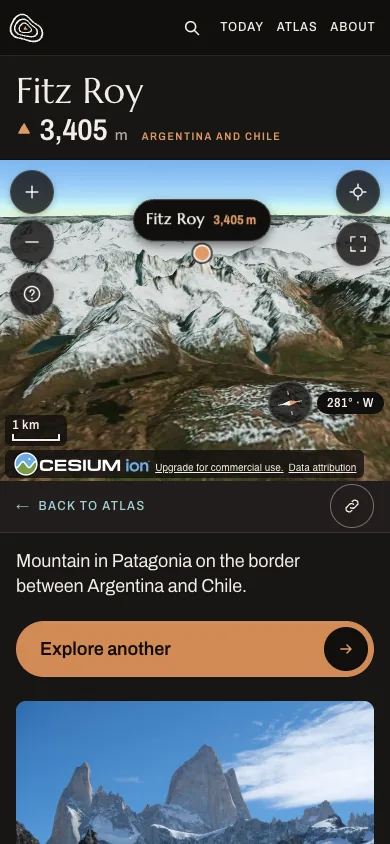 TODAY ATLAS ABOUT
Fitz Roy
3,405 m ARGENTINA AND CHILE
Fitz Roy 3,405 m
281° · W
1 km
CESIUM ion Upgrade for commercial use. Data attribution
← BACK TO ATLAS
Mountain in Patagonia on the border
between Argentina and Chile.
Explore another